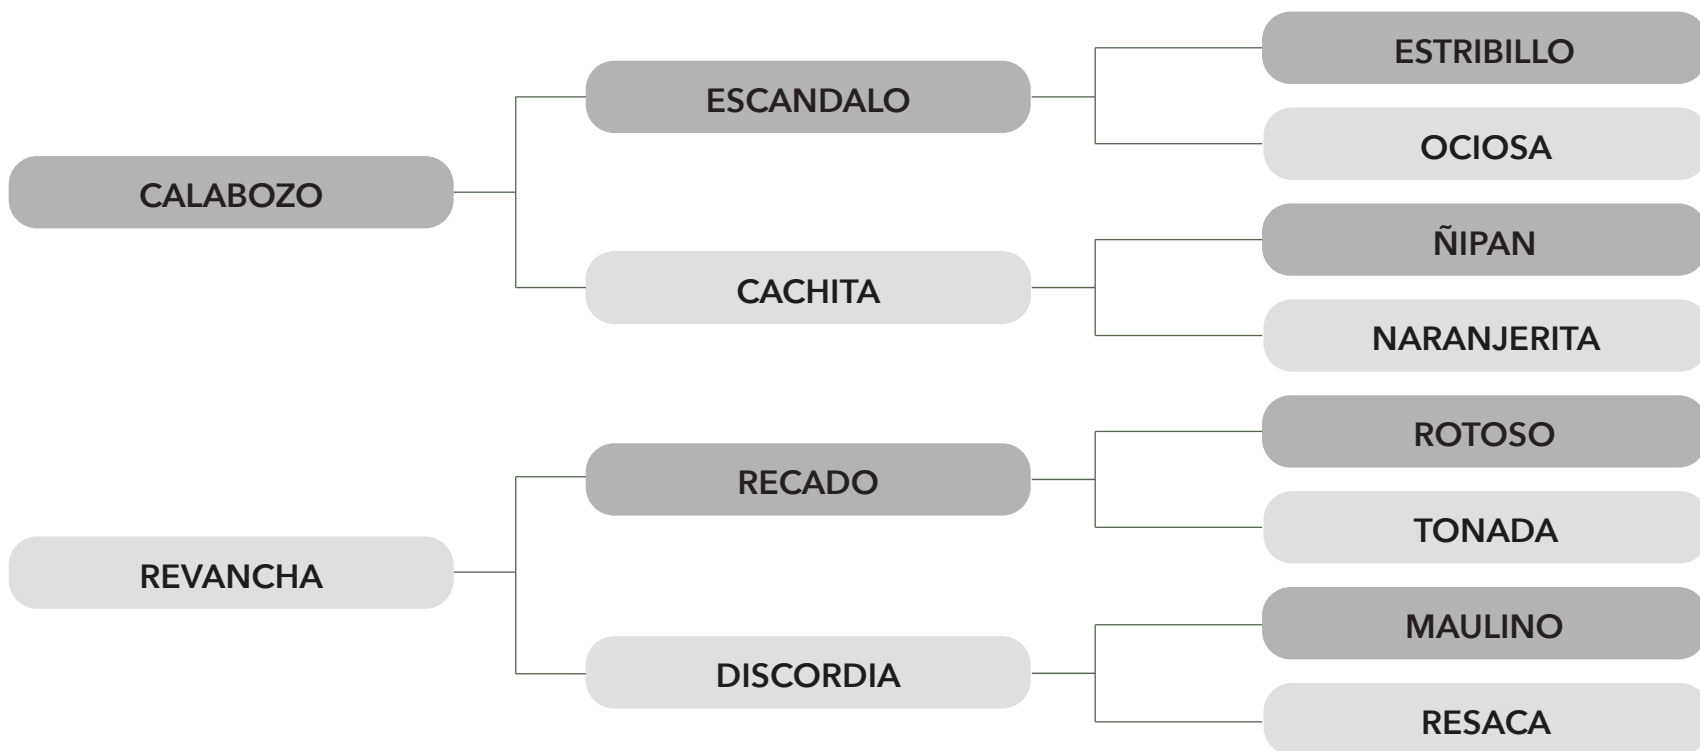 ESTRIBILLO
ESCANDALO
OCIOSA
CALABOZO
ÑIPAN
CACHITA
NARANJERITA
ROTOSO
RECADO
TONADA
REVANCHA
MAULINO
DISCORDIA
RESACA